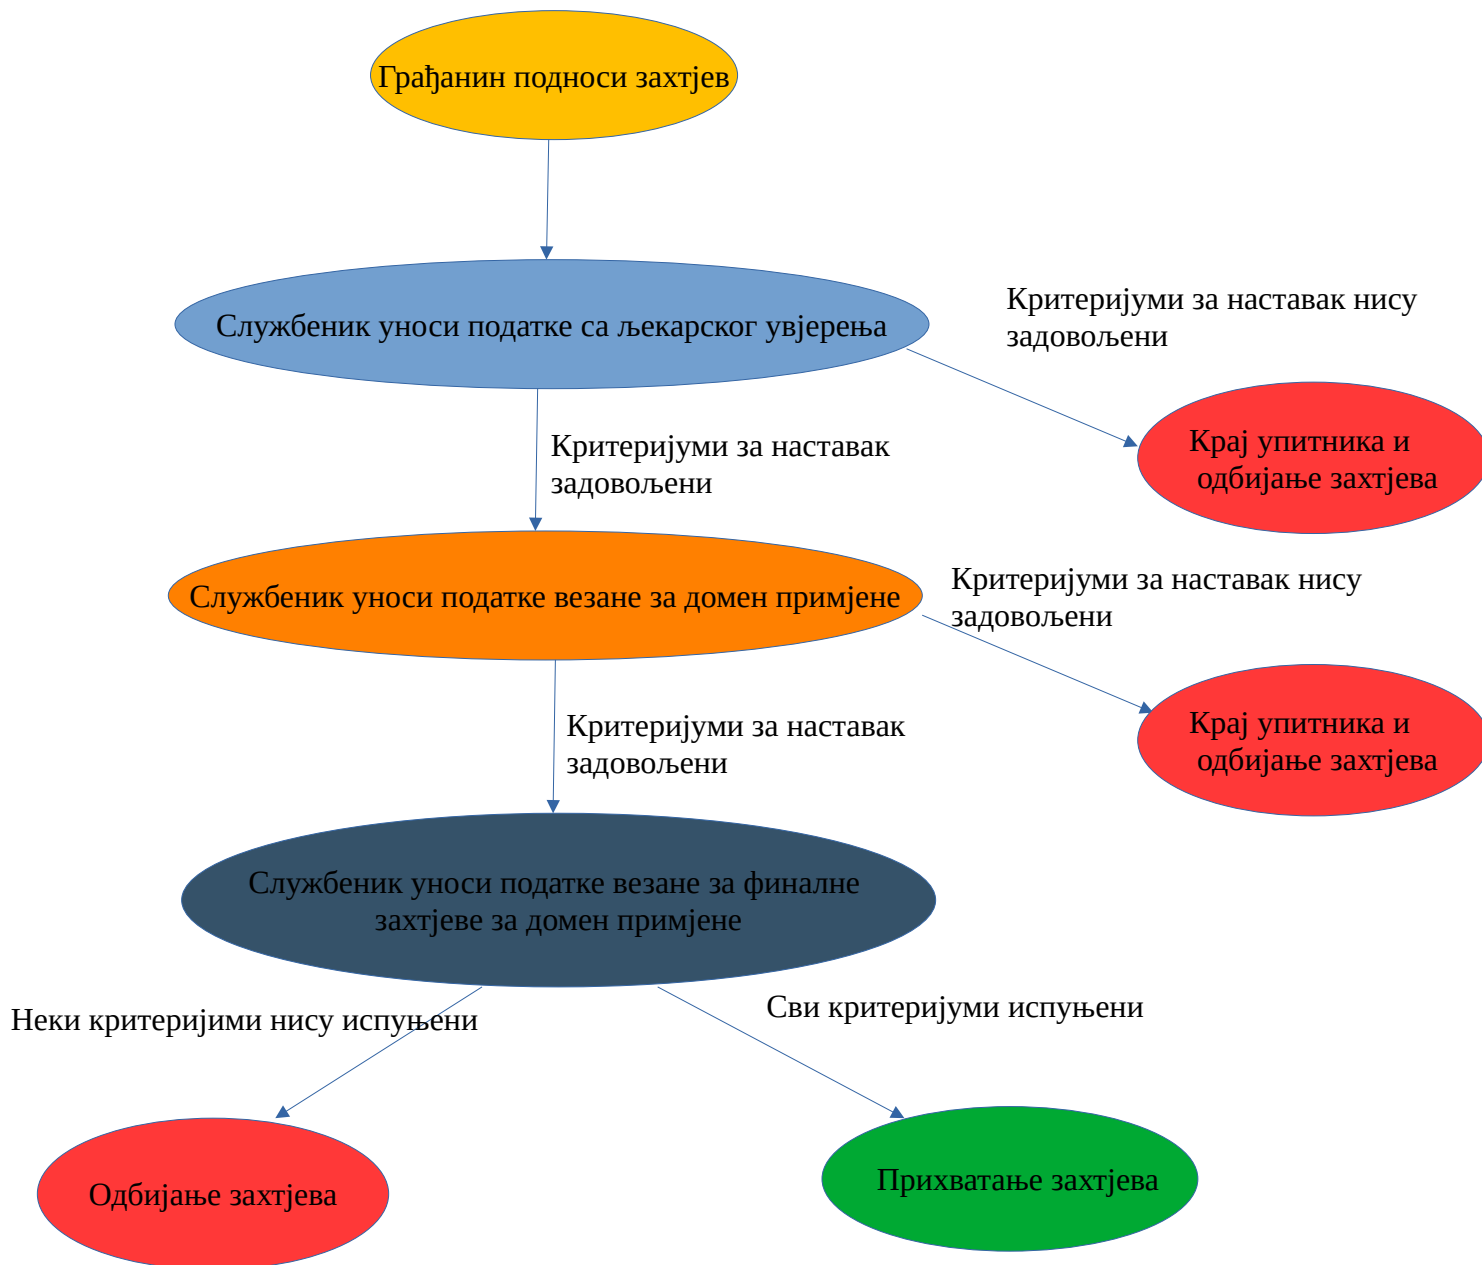 Грађанин подноси захтјев
Службеник уноси податке са љекарског увјерења
Критеријуми за наставак нису
задовољени
Крај упитника и
одбијање захтјева
Критеријуми за наставак
задовољени
Службеник уноси податке везане за домен примјене
Критеријуми за наставак нису
задовољени
Крај упитника и
одбијање захтјева
Критеријуми за наставак
задовољени
Службеник уноси податке везане за финалне
захтјеве за домен примјене
Неки критеријими нису испуњени
Сви критеријуми испуњени
Одбијање захтјева
Прихватање захтјева